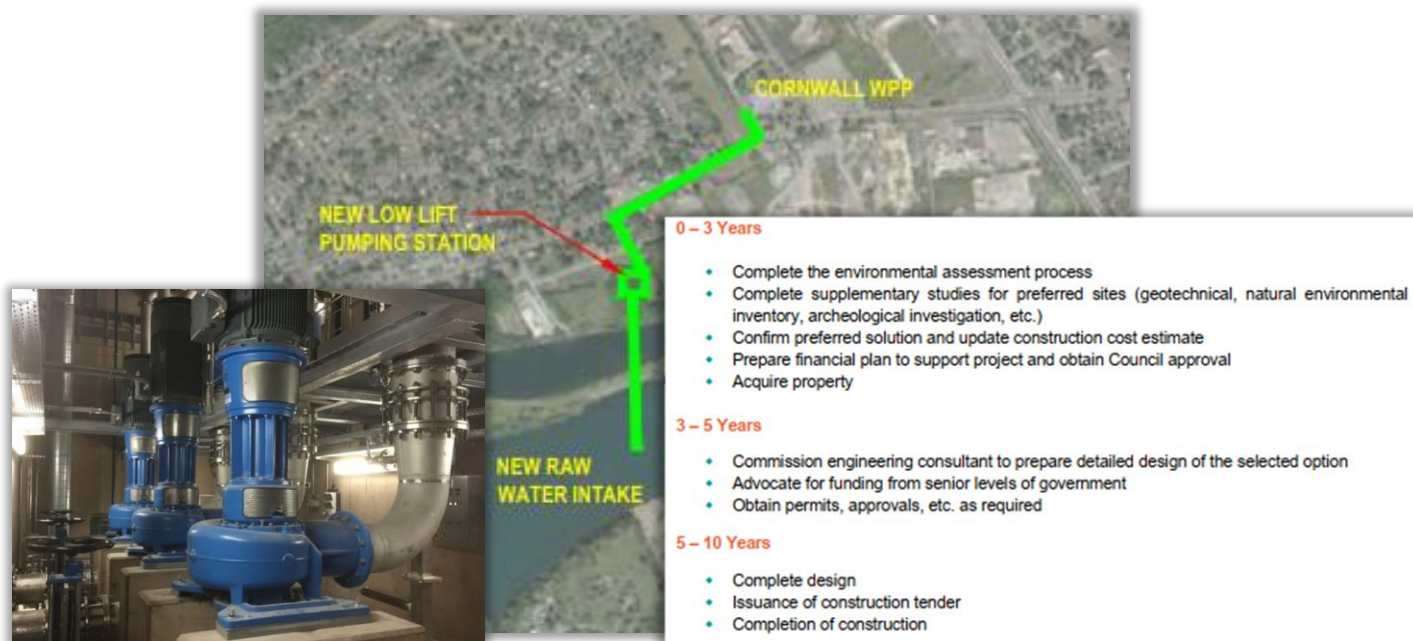 CORNWALL WPP
NEW LOW LIFT
PUMPING STATION
NEW RAW
WATER INTAKE
0 – 3 Years
Complete the environmental assessment process
Complete supplementary studies for preferred sites (geotechnical, natural environmental
inventory, archeological investigation, etc.)
Confirm preferred solution and update construction cost estimate
Prepare financial plan to support project and obtain Council approval
Acquire property
3 – 5 Years
Commission engineering consultant to prepare detailed design of the selected option
Advocate for funding from senior levels of government
Obtain permits, approvals, etc. as required
5 – 10 Years
Complete design
Issuance of construction tender
Completion of construction